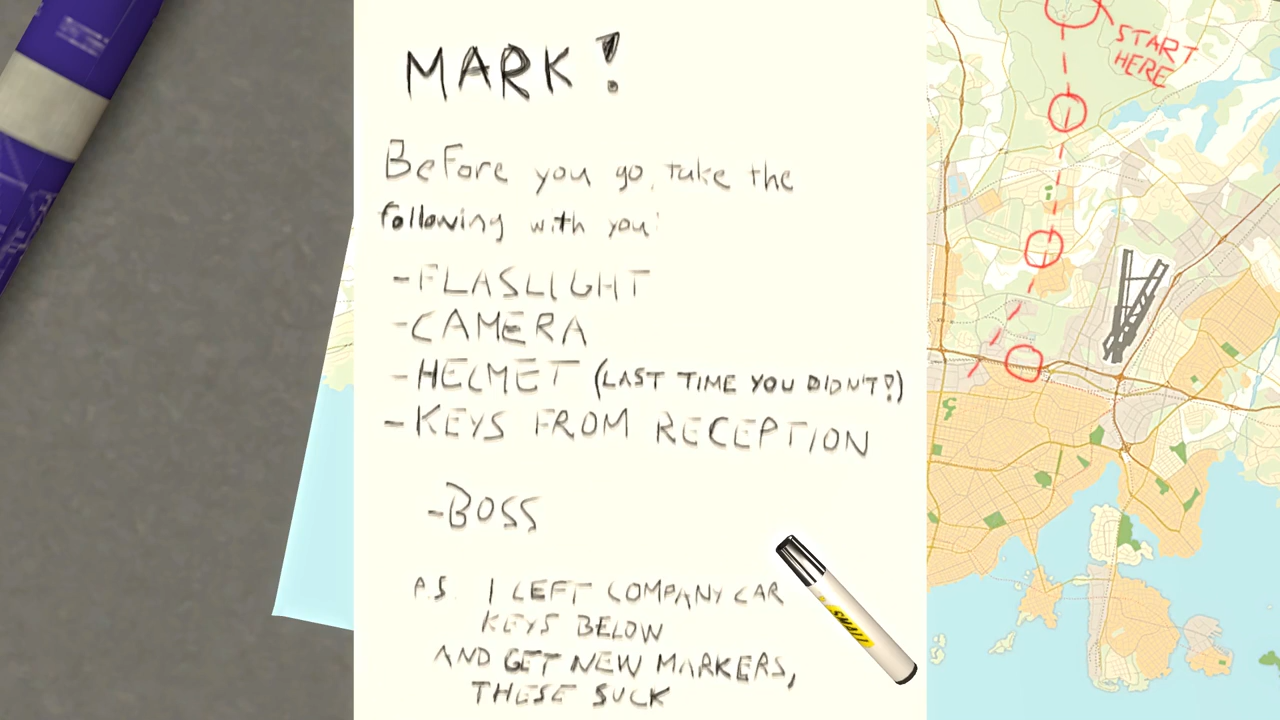 MARK!
Before you go, take the
following with you:
-FLASLIGHT
-CAMERA
-HELMET (LAST TIME YOU DIDN'T!)
-KEYS FROM RECEPTION
-BOSS
P.S. I LEFT COMPANY CAR
KEYS BELOW
AND GET NEW MARKERS,
THESE SUCK
SMALL
START
HERE